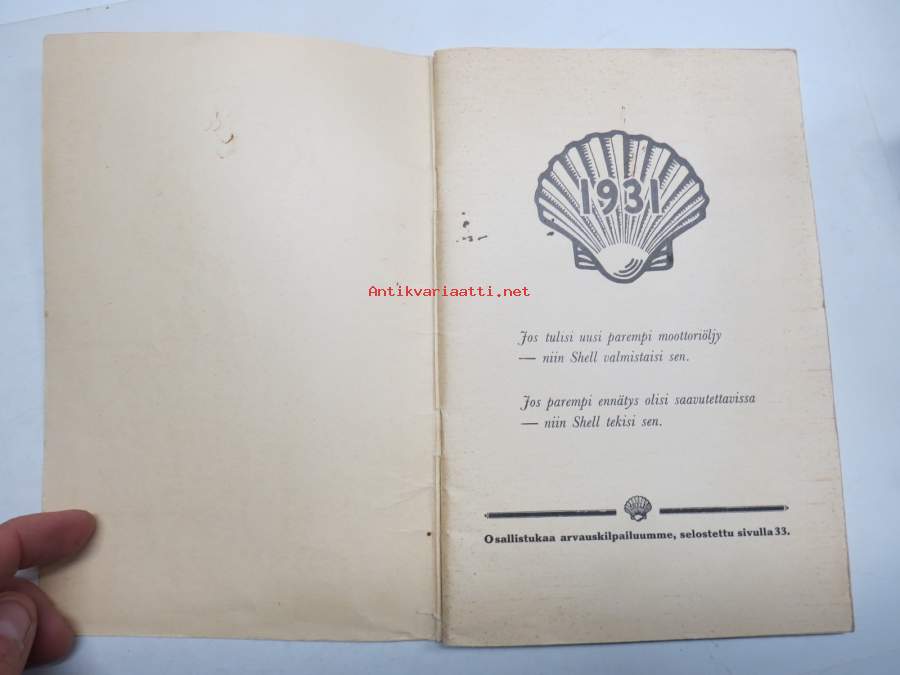 1931
Antikvariaatti.net
Jos tulisi uusi parempi moottoriöljy
— niin Shell valmistaisi sen.
Jos parempi ennätys olisi saavutettavissa
— niin Shell tekisi sen.
Osallistukaa arvauskilpailuumme, selostettu sivulla 33.